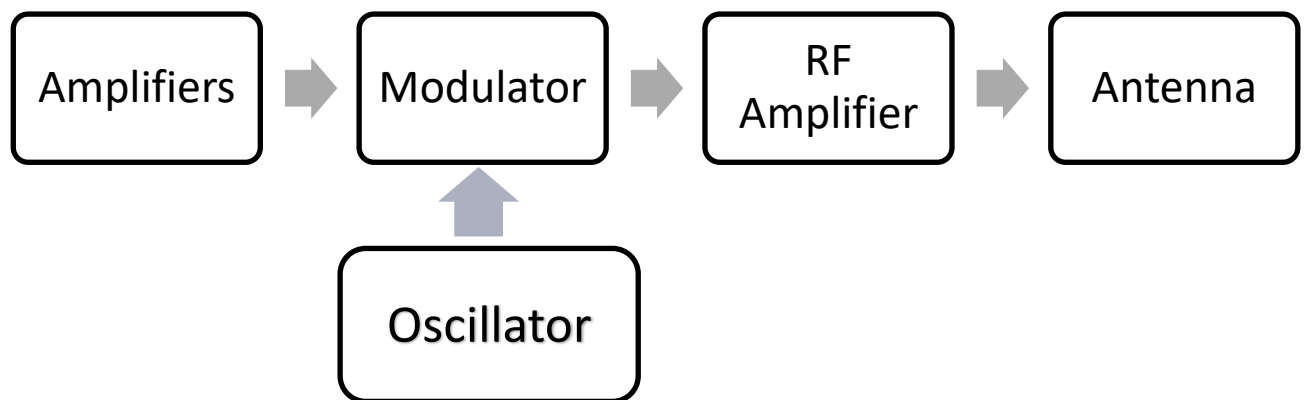 Amplifiers
Modulator
RF
Amplifier
Antenna
Oscillator